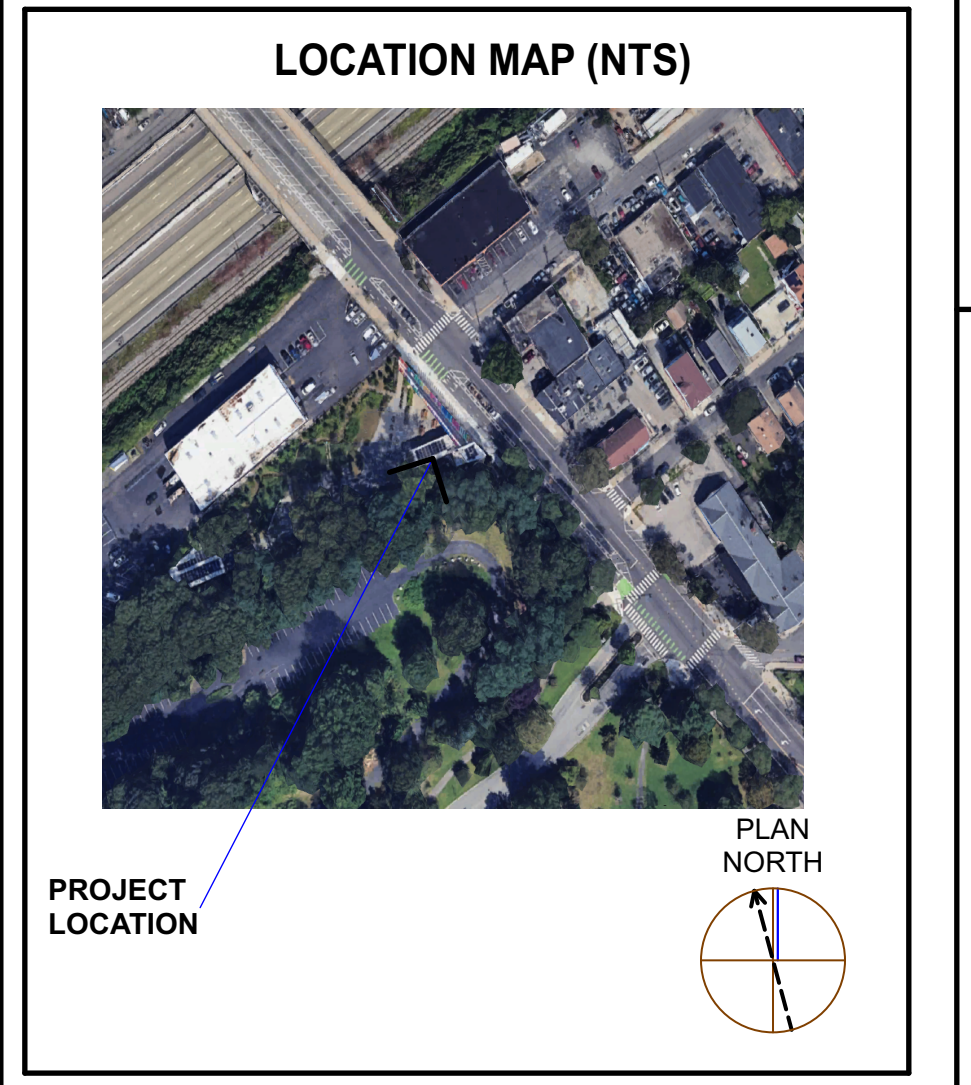 LOCATION MAP (NTS)
PROJECT
LOCATION
PLAN
NORTH